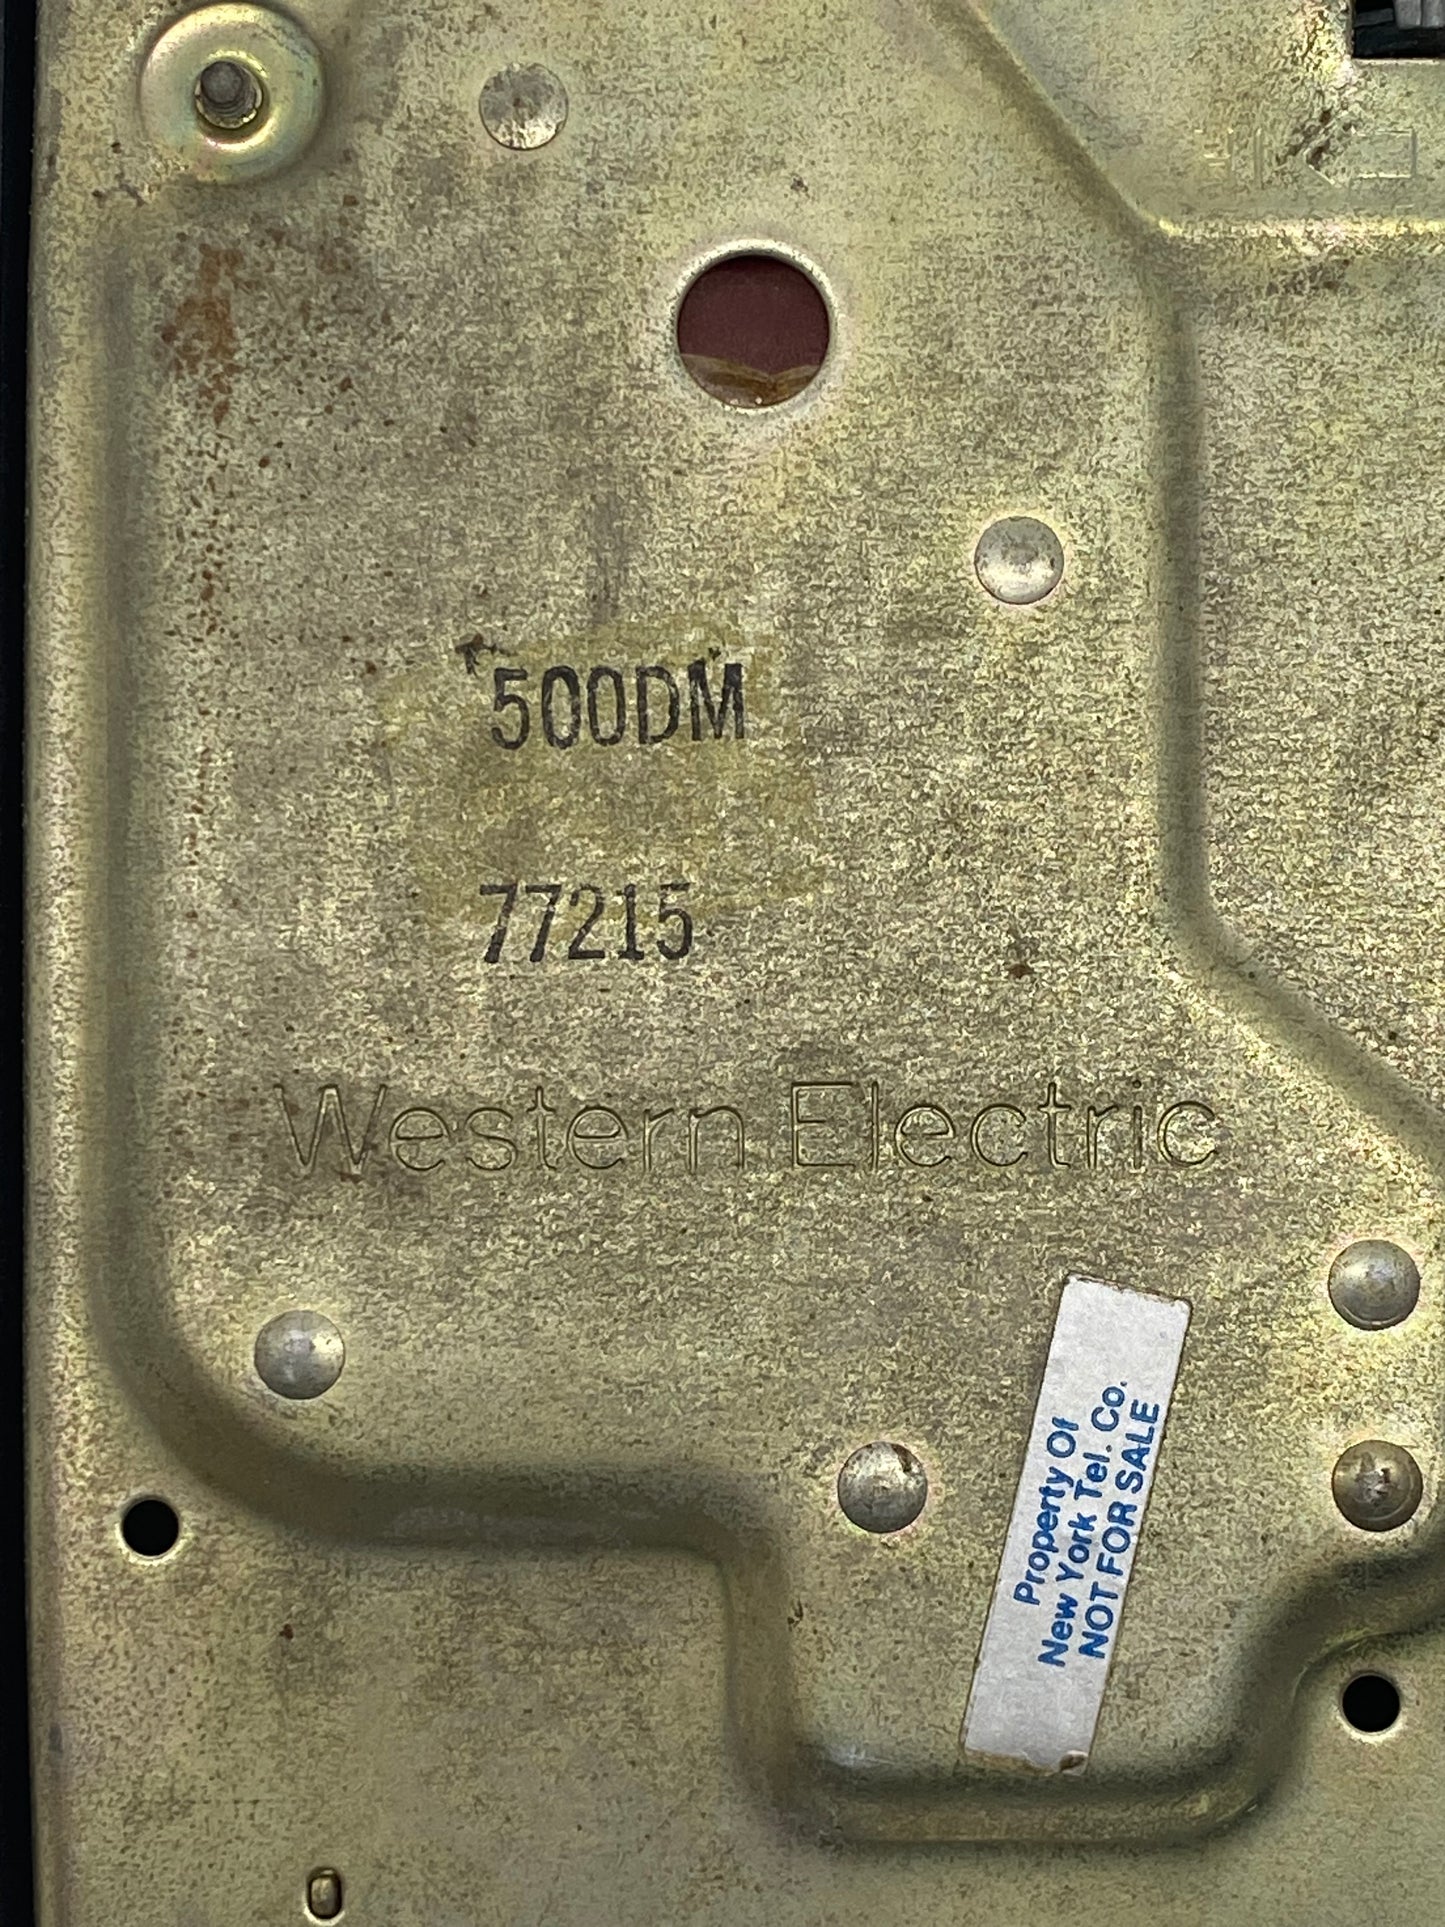 500DM
77215
Western Electric
Property Of
New York Tel. Co.
NOT FOR SALE